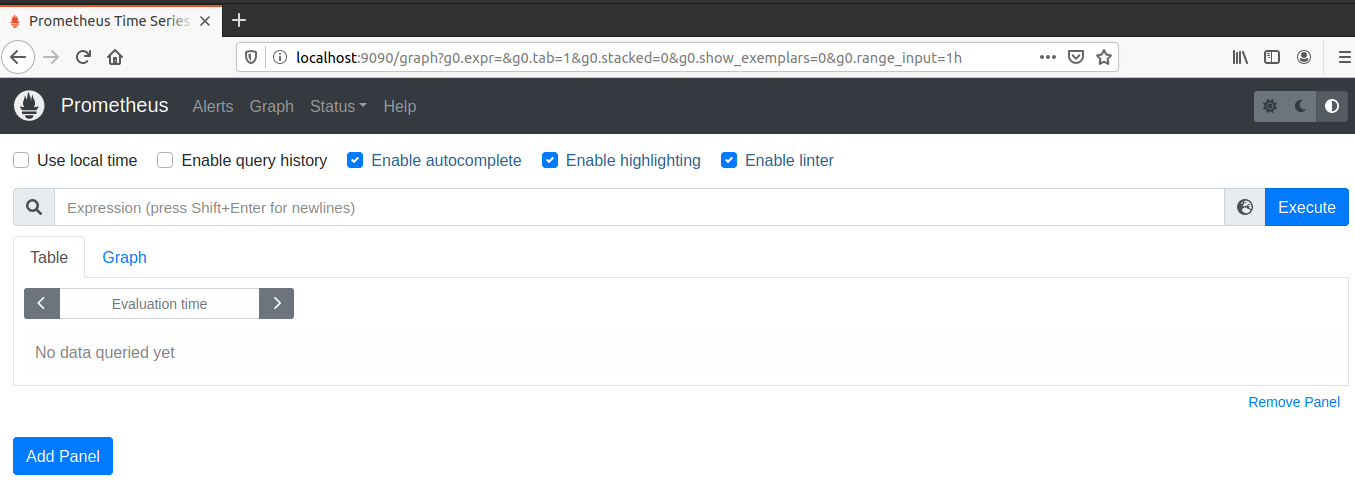 Prometheus Time Series
localhost:9090/graph?g0.expr=&g0.tab=1&g0.stacked=0&g0.show_exemplars=0&g0.range_input=1h
Prometheus Alerts Graph Status Help
Use local time Enable query history Enable autocomplete Enable highlighting Enable linter
Expression (press Shift+Enter for newlines) Execute
Table Graph
Evaluation time
No data queried yet
Remove Panel
Add Panel